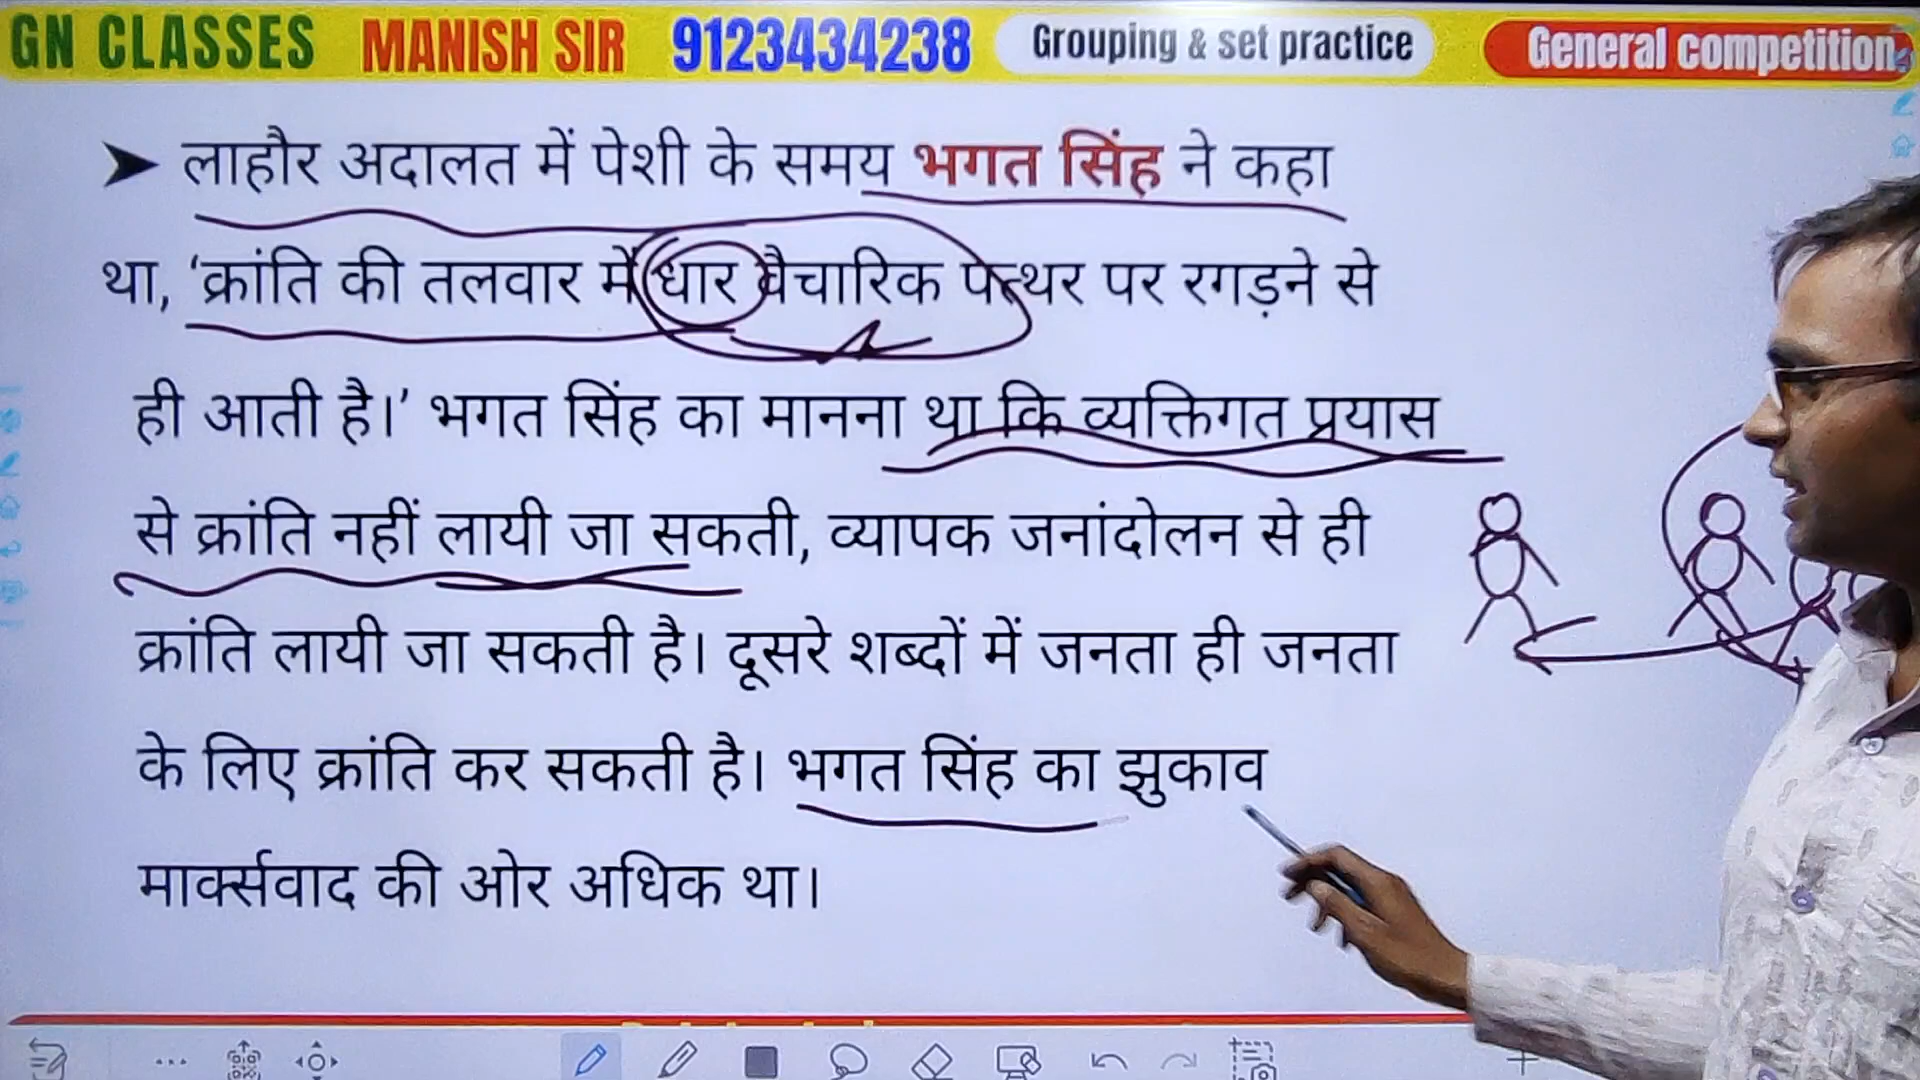 GN CLASSES MANISH SIR 9123434238 Grouping & set practice General competition
➤ लाहौर अदालत में पेशी के समय भगत सिंह ने कहा
था, ‘क्रांति की तलवार में धार वैचारिक पत्थर पर रगड़ने से
ही आती है।’ भगत सिंह का मानना था कि व्यक्तिगत प्रयास
से क्रांति नहीं लायी जा सकती, व्यापक जनांदोलन से ही
क्रांति लायी जा सकती है। दूसरे शब्दों में जनता ही जनता
के लिए क्रांति कर सकती है। भगत सिंह का झुकाव
मार्क्सवाद की ओर अधिक था।